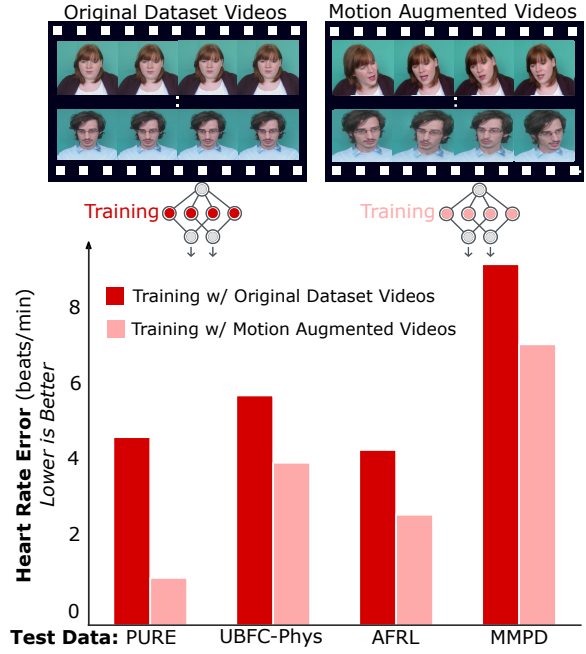 Original Dataset Videos
Motion Augmented Videos
Training
Training
Training w/ Original Dataset Videos
Training w/ Motion Augmented Videos
Heart Rate Error (beats/min)
Lower is Better
8
6
4
2
0
Test Data: PURE UBFC-Phys AFRL MMPD